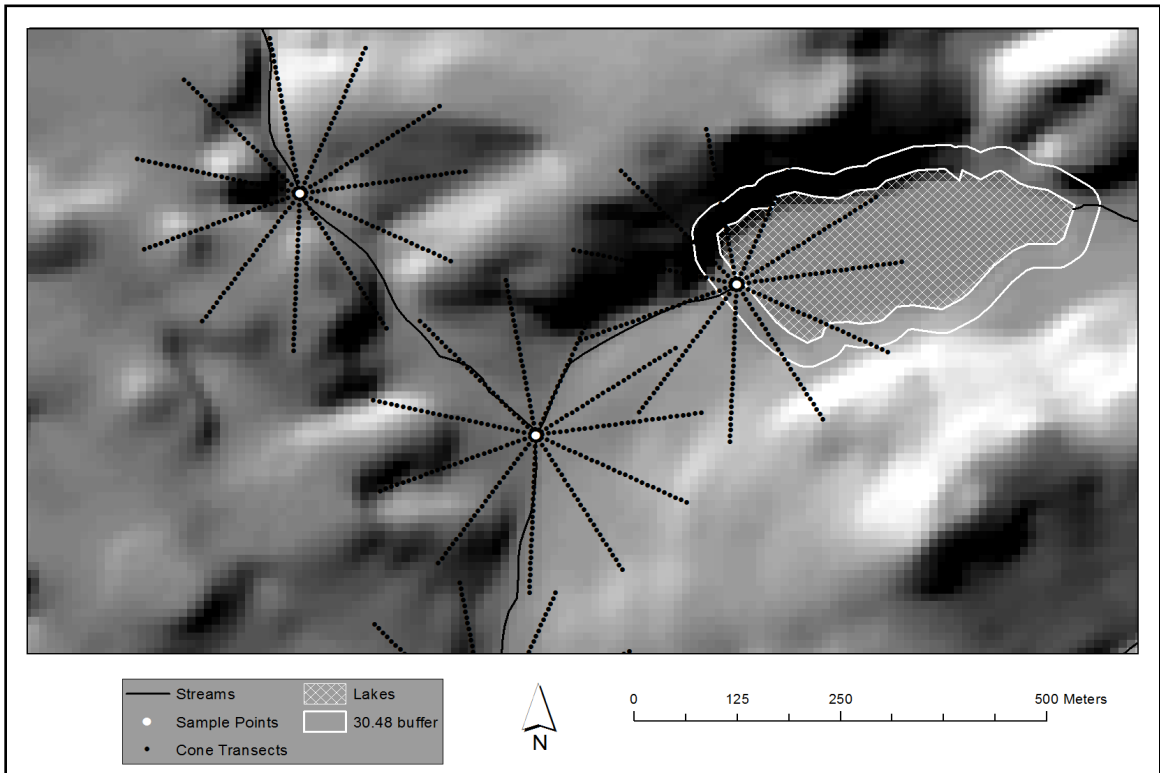 Streams
Lakes
Sample Points
30.48 buffer
Cone Transects
N
0 125 250 500 Meters